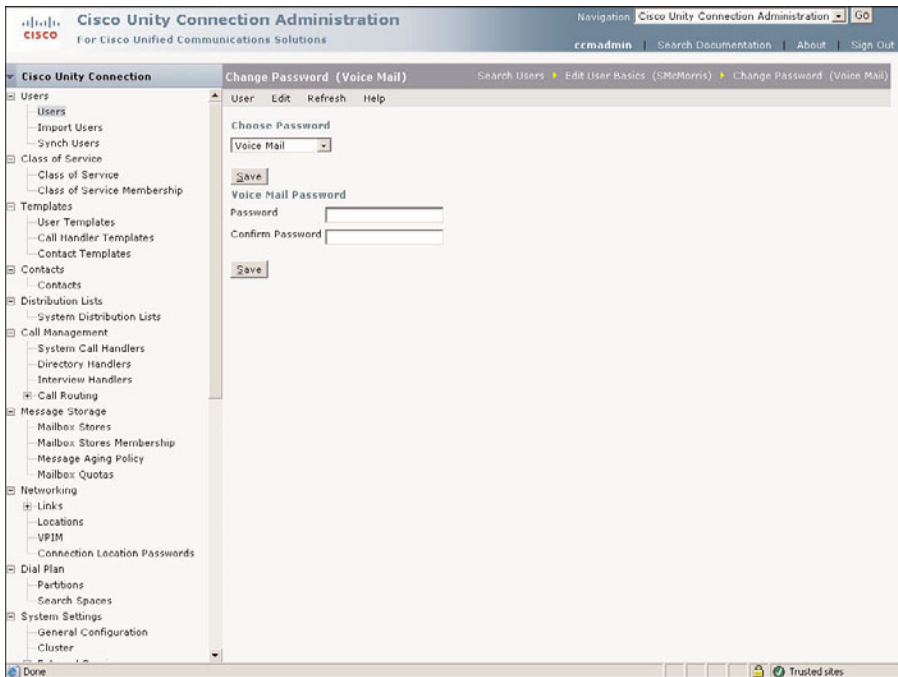 Cisco Unity Connection Administration
For Cisco Unified Communications Solutions
CISCO
Navigation Cisco Unity Connection Administration GO
ccmadmin | Search Documentation | About | Sign Out
Cisco Unity Connection
Users
Users
Import Users
Synch Users
Class of Service
Class of Service
Class of Service Membership
Templates
User Templates
Call Handler Templates
Contact Templates
Contacts
Contacts
Distribution Lists
System Distribution Lists
Call Management
System Call Handlers
Directory Handlers
Interview Handlers
Call Routing
Message Storage
Mailbox Stores
Mailbox Stores Membership
Message Aging Policy
Mailbox Quotas
Networking
Links
Locations
VPIM
Connection Location Passwords
Dial Plan
Partitions
Search Spaces
System Settings
General Configuration
Cluster
Change Password (Voice Mail)
Search Users Edit User Basics (SMcMorris) Change Password (Voice Mail)
User Edit Refresh Help
Choose Password
Voice Mail
Save
Voice Mail Password
Password
Confirm Password
Save
Done
Trusted sites